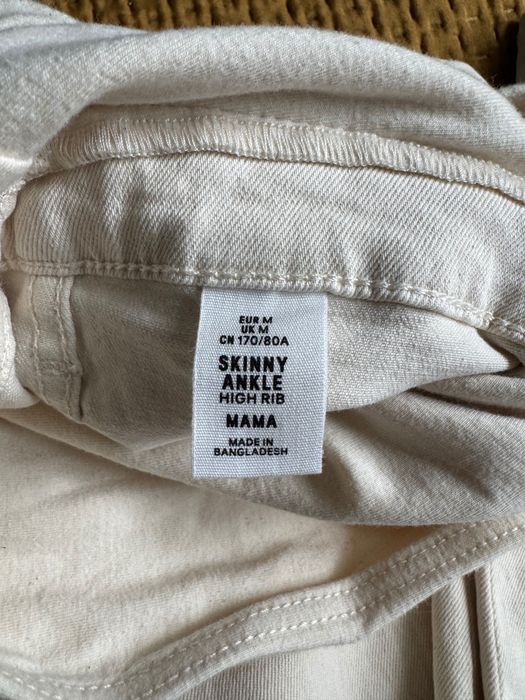 EUR M
UK M
CN 170/80A
SKINNY
ANKLE
HIGH RIB
MAMA
MADE IN
BANGLADESH